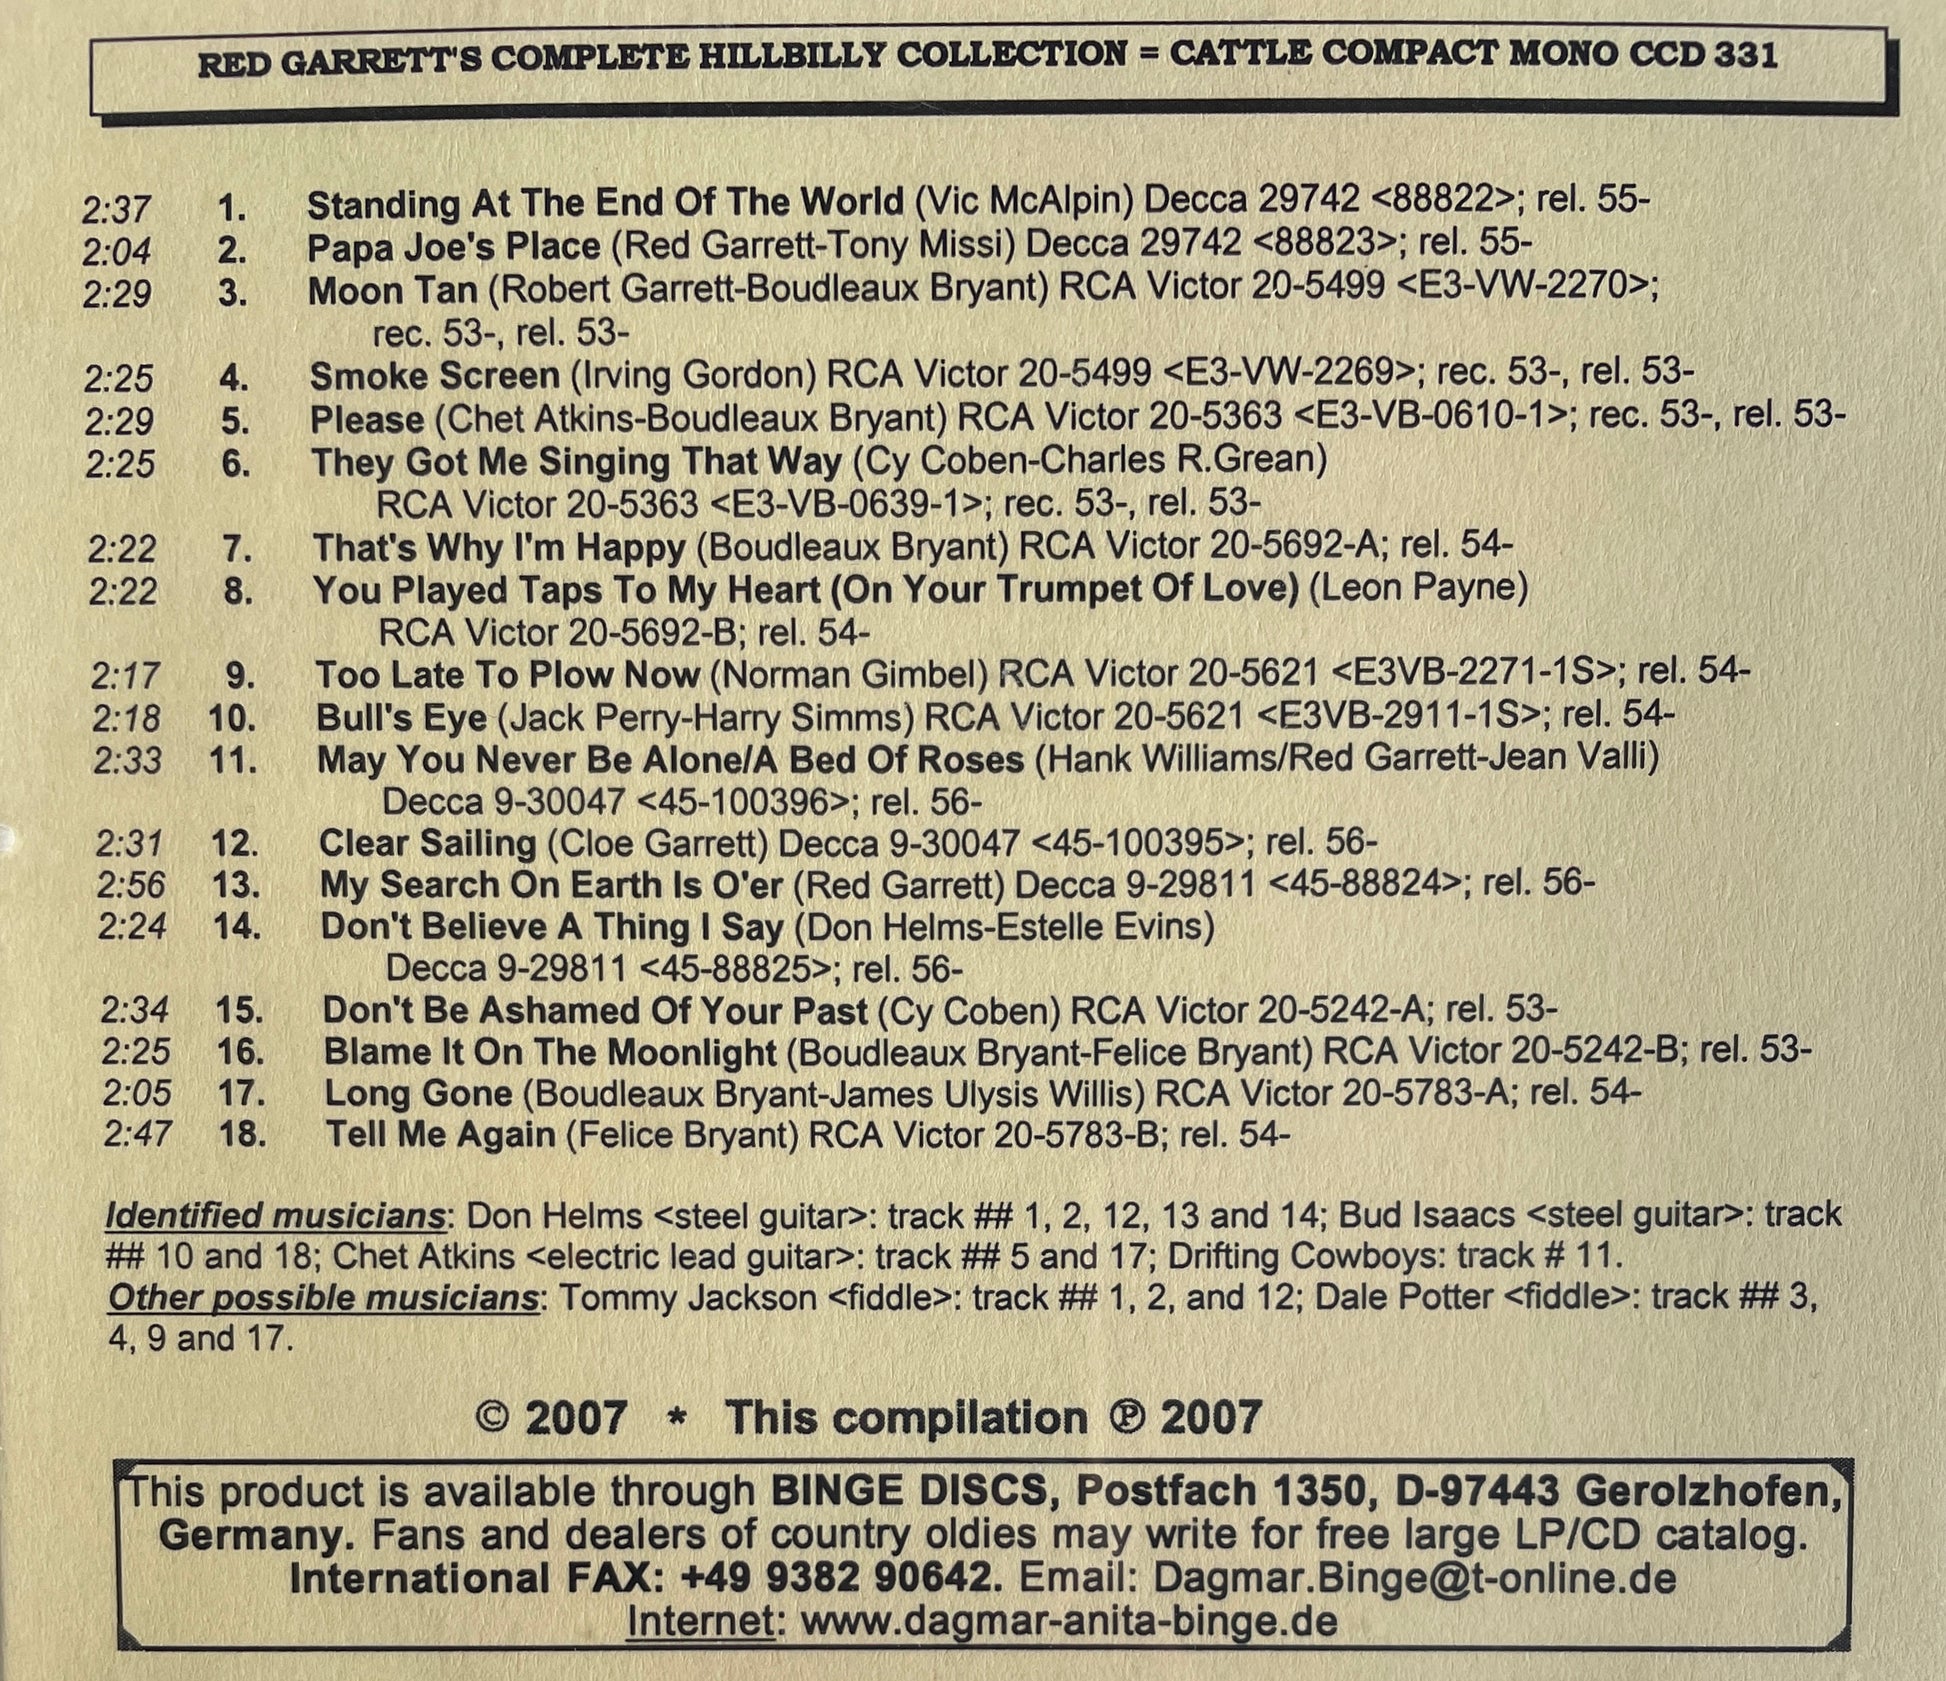 RED GARRETT'S COMPLETE HILLBILLY COLLECTION = CATTLE COMPACT MONO CCD 331
2:37 1. Standing At The End Of The World (Vic McAlpin) Decca 29742 <88822>; rel. 55-
2:04 2. Papa Joe's Place (Red Garrett-Tony Missi) Decca 29742 <88823>; rel. 55-
2:29 3. Moon Tan (Robert Garrett-Boudleaux Bryant) RCA Victor 20-5499 <E3-VW-2270>;
rec. 53-, rel. 53-
2:25 4. Smoke Screen (Irving Gordon) RCA Victor 20-5499 <E3-VW-2269>; rec. 53-, rel. 53-
2:29 5. Please (Chet Atkins-Boudleaux Bryant) RCA Victor 20-5363 <E3-VB-0610-1>; rec. 53-, rel. 53-
2:25 6. They Got Me Singing That Way (Cy Coben-Charles R.Grean)
RCA Victor 20-5363 <E3-VB-0639-1>; rec. 53-, rel. 53-
2:22 7. That's Why I'm Happy (Boudleaux Bryant) RCA Victor 20-5692-A; rel. 54-
2:22 8. You Played Taps To My Heart (On Your Trumpet Of Love) (Leon Payne)
RCA Victor 20-5692-B; rel. 54-
2:17 9. Too Late To Plow Now (Norman Gimbel) RCA Victor 20-5621 <E3VB-2271-1S>; rel. 54-
2:18 10. Bull's Eye (Jack Perry-Harry Simms) RCA Victor 20-5621 <E3VB-2911-1S>; rel. 54-
2:33 11. May You Never Be Alone/A Bed Of Roses (Hank Williams/Red Garrett-Jean Valli)
Decca 9-30047 <45-100396>; rel. 56-
2:31 12. Clear Sailing (Cloe Garrett) Decca 9-30047 <45-100395>; rel. 56-
2:56 13. My Search On Earth Is O'er (Red Garrett) Decca 9-29811 <45-88824>; rel. 56-
2:24 14. Don't Believe A Thing I Say (Don Helms-Estelle Evins)
Decca 9-29811 <45-88825>; rel. 56-
2:34 15. Don't Be Ashamed Of Your Past (Cy Coben) RCA Victor 20-5242-A; rel. 53-
2:25 16. Blame It On The Moonlight (Boudleaux Bryant-Felice Bryant) RCA Victor 20-5242-B; rel. 53-
2:05 17. Long Gone (Boudleaux Bryant-James Ulysis Willis) RCA Victor 20-5783-A; rel. 54-
2:47 18. Tell Me Again (Felice Bryant) RCA Victor 20-5783-B; rel. 54-
Identified musicians: Don Helms <steel guitar>: track ## 1, 2, 12, 13 and 14; Bud Isaacs <steel guitar>: track
## 10 and 18; Chet Atkins <electric lead guitar>: track ## 5 and 17; Drifting Cowboys: track # 11.
Other possible musicians: Tommy Jackson <fiddle>: track ## 1, 2, and 12; Dale Potter <fiddle>: track ## 3,
4, 9 and 17.
© 2007 * This compilation ℗ 2007
This product is available through BINGE DISCS, Postfach 1350, D-97443 Gerolzhofen,
Germany. Fans and dealers of country oldies may write for free large LP/CD catalog.
International FAX: +49 9382 90642. Email: Dagmar.Binge@t-online.de
Internet: www.dagmar-anita-binge.de